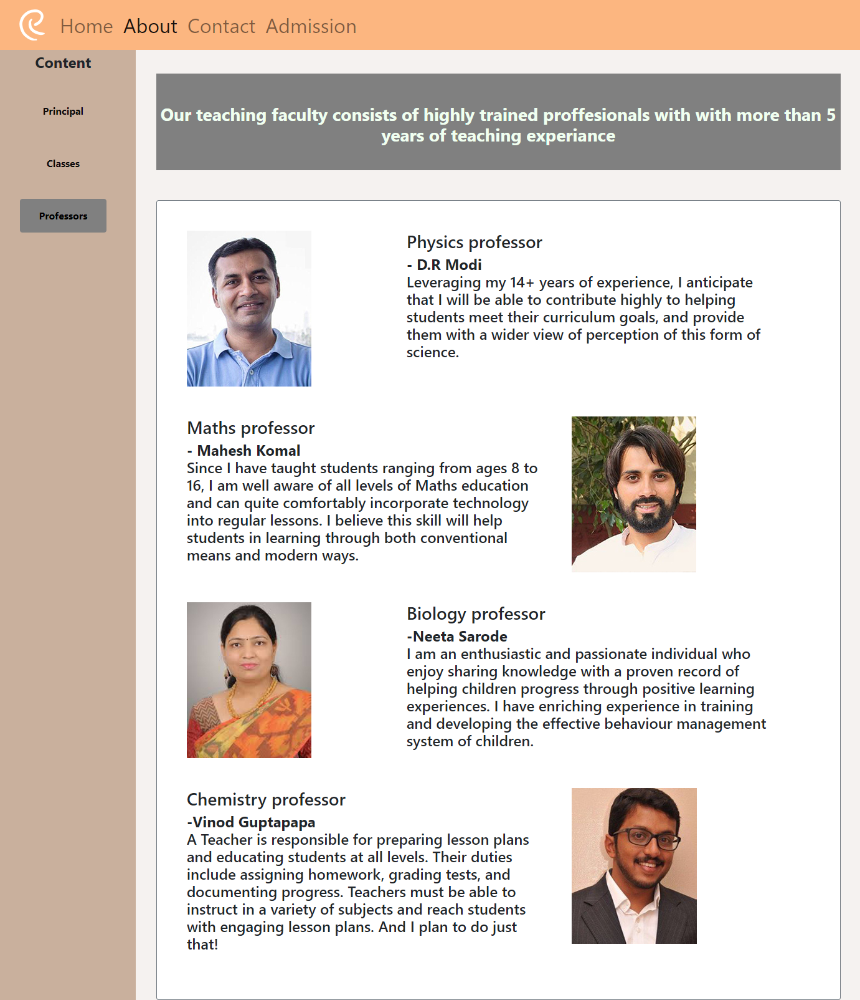 Home About Contact Admission
Content
Principal
Classes
Professors
Our teaching faculty consists of highly trained proffesionals with with more than 5
years of teaching experiance
Physics professor
- D.R Modi
Leveraging my 14+ years of experience, I anticipate
that I will be able to contribute highly to helping
students meet their curriculum goals, and provide
them with a wider view of perception of this form of
science.
Maths professor
- Mahesh Komal
Since I have taught students ranging from ages 8 to
16, I am well aware of all levels of Maths education
and can quite comfortably incorporate technology
into regular lessons. I believe this skill will help
students in learning through both conventional
means and modern ways.
Biology professor
-Neeta Sarode
I am an enthusiastic and passionate individual who
enjoy sharing knowledge with a proven record of
helping children progress through positive learning
experiences. I have enriching experience in training
and developing the effective behaviour management
system of children.
Chemistry professor
-Vinod Guptapapa
A Teacher is responsible for preparing lesson plans
and educating students at all levels. Their duties
include assigning homework, grading tests, and
documenting progress. Teachers must be able to
instruct in a variety of subjects and reach students
with engaging lesson plans. And I plan to do just
that!